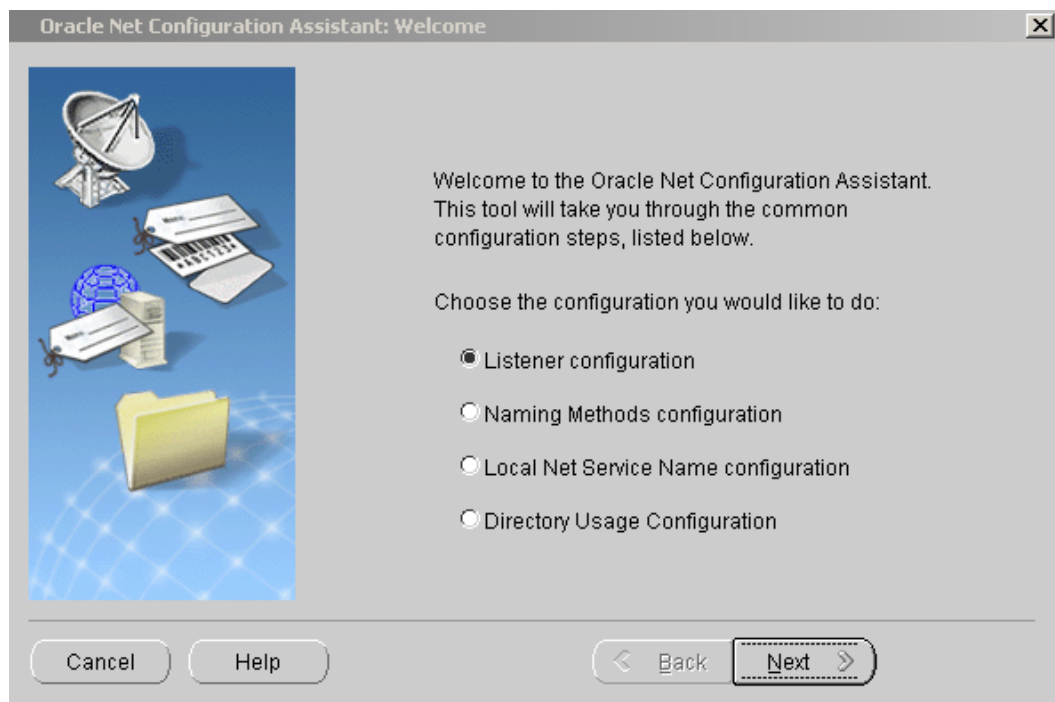 Oracle Net Configuration Assistant: Welcome
Welcome to the Oracle Net Configuration Assistant.
This tool will take you through the common
configuration steps, listed below.
Choose the configuration you would like to do:
Listener configuration
Naming Methods configuration
Local Net Service Name configuration
Directory Usage Configuration
Cancel
Help
Back
Next